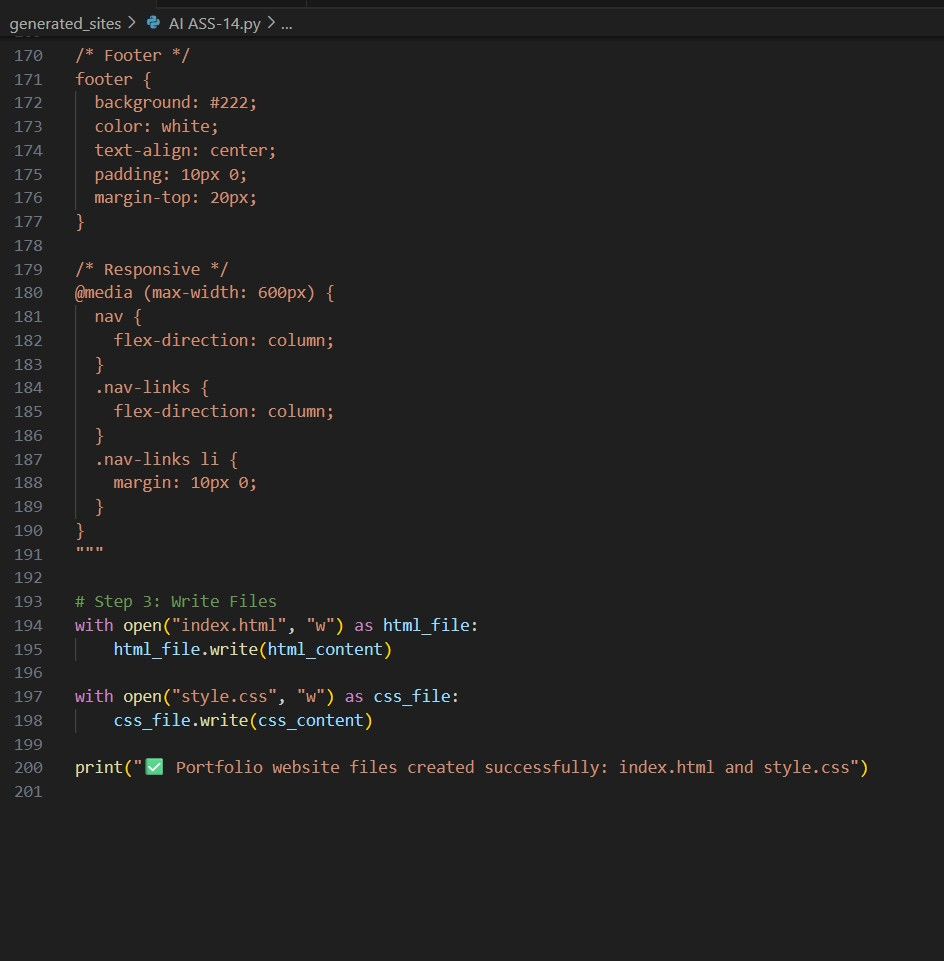 generated_sites > AI ASS-14.py > ...
170 /* Footer */
171 footer {
172   background: #222;
173   color: white;
174   text-align: center;
175   padding: 10px 0;
176   margin-top: 20px;
177 }
178
179 /* Responsive */
180 @media (max-width: 600px) {
181   nav {
182     flex-direction: column;
183   }
184   .nav-links {
185     flex-direction: column;
186   }
187   .nav-links li {
188     margin: 10px 0;
189   }
190 }
191 """
192
193 # Step 3: Write Files
194 with open("index.html", "w") as html_file:
195     html_file.write(html_content)
196
197 with open("style.css", "w") as css_file:
198     css_file.write(css_content)
199
200 print("✅ Portfolio website files created successfully: index.html and style.css")
201